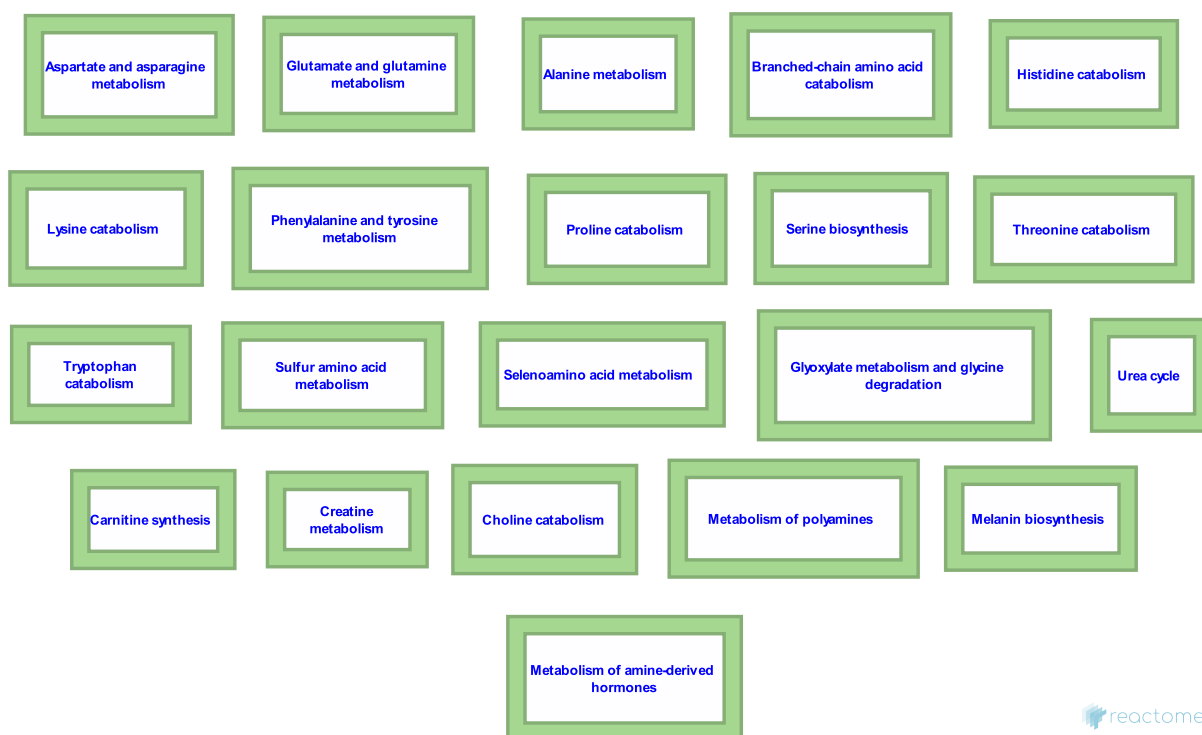 Aspartate and asparagine
metabolism
Glutamate and glutamine
metabolism
Alanine metabolism
Branched-chain amino acid
catabolism
Histidine catabolism
Lysine catabolism
Phenylalanine and tyrosine
metabolism
Proline catabolism
Serine biosynthesis
Threonine catabolism
Tryptophan
catabolism
Sulfur amino acid
metabolism
Selenoamino acid metabolism
Glyoxylate metabolism and glycine
degradation
Urea cycle
Carnitine synthesis
Creatine
metabolism
Choline catabolism
Metabolism of polyamines
Melanin biosynthesis
Metabolism of amine-derived
hormones
reactome